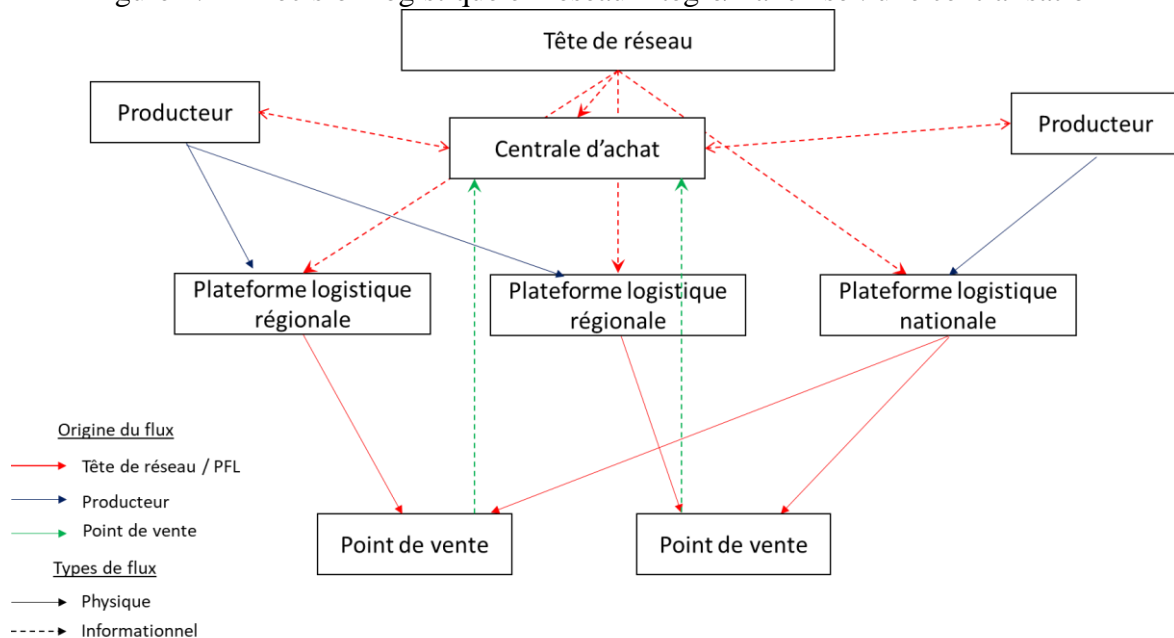 Tête de réseau
Producteur
Producteur
Centrale d'achat
Plateforme logistique
régionale
Plateforme logistique
régionale
Plateforme logistique
nationale
Origine du flux
Tête de réseau / PFL
Producteur
Point de vente
Types de flux
Physique
Informationnel
Point de vente
Point de vente